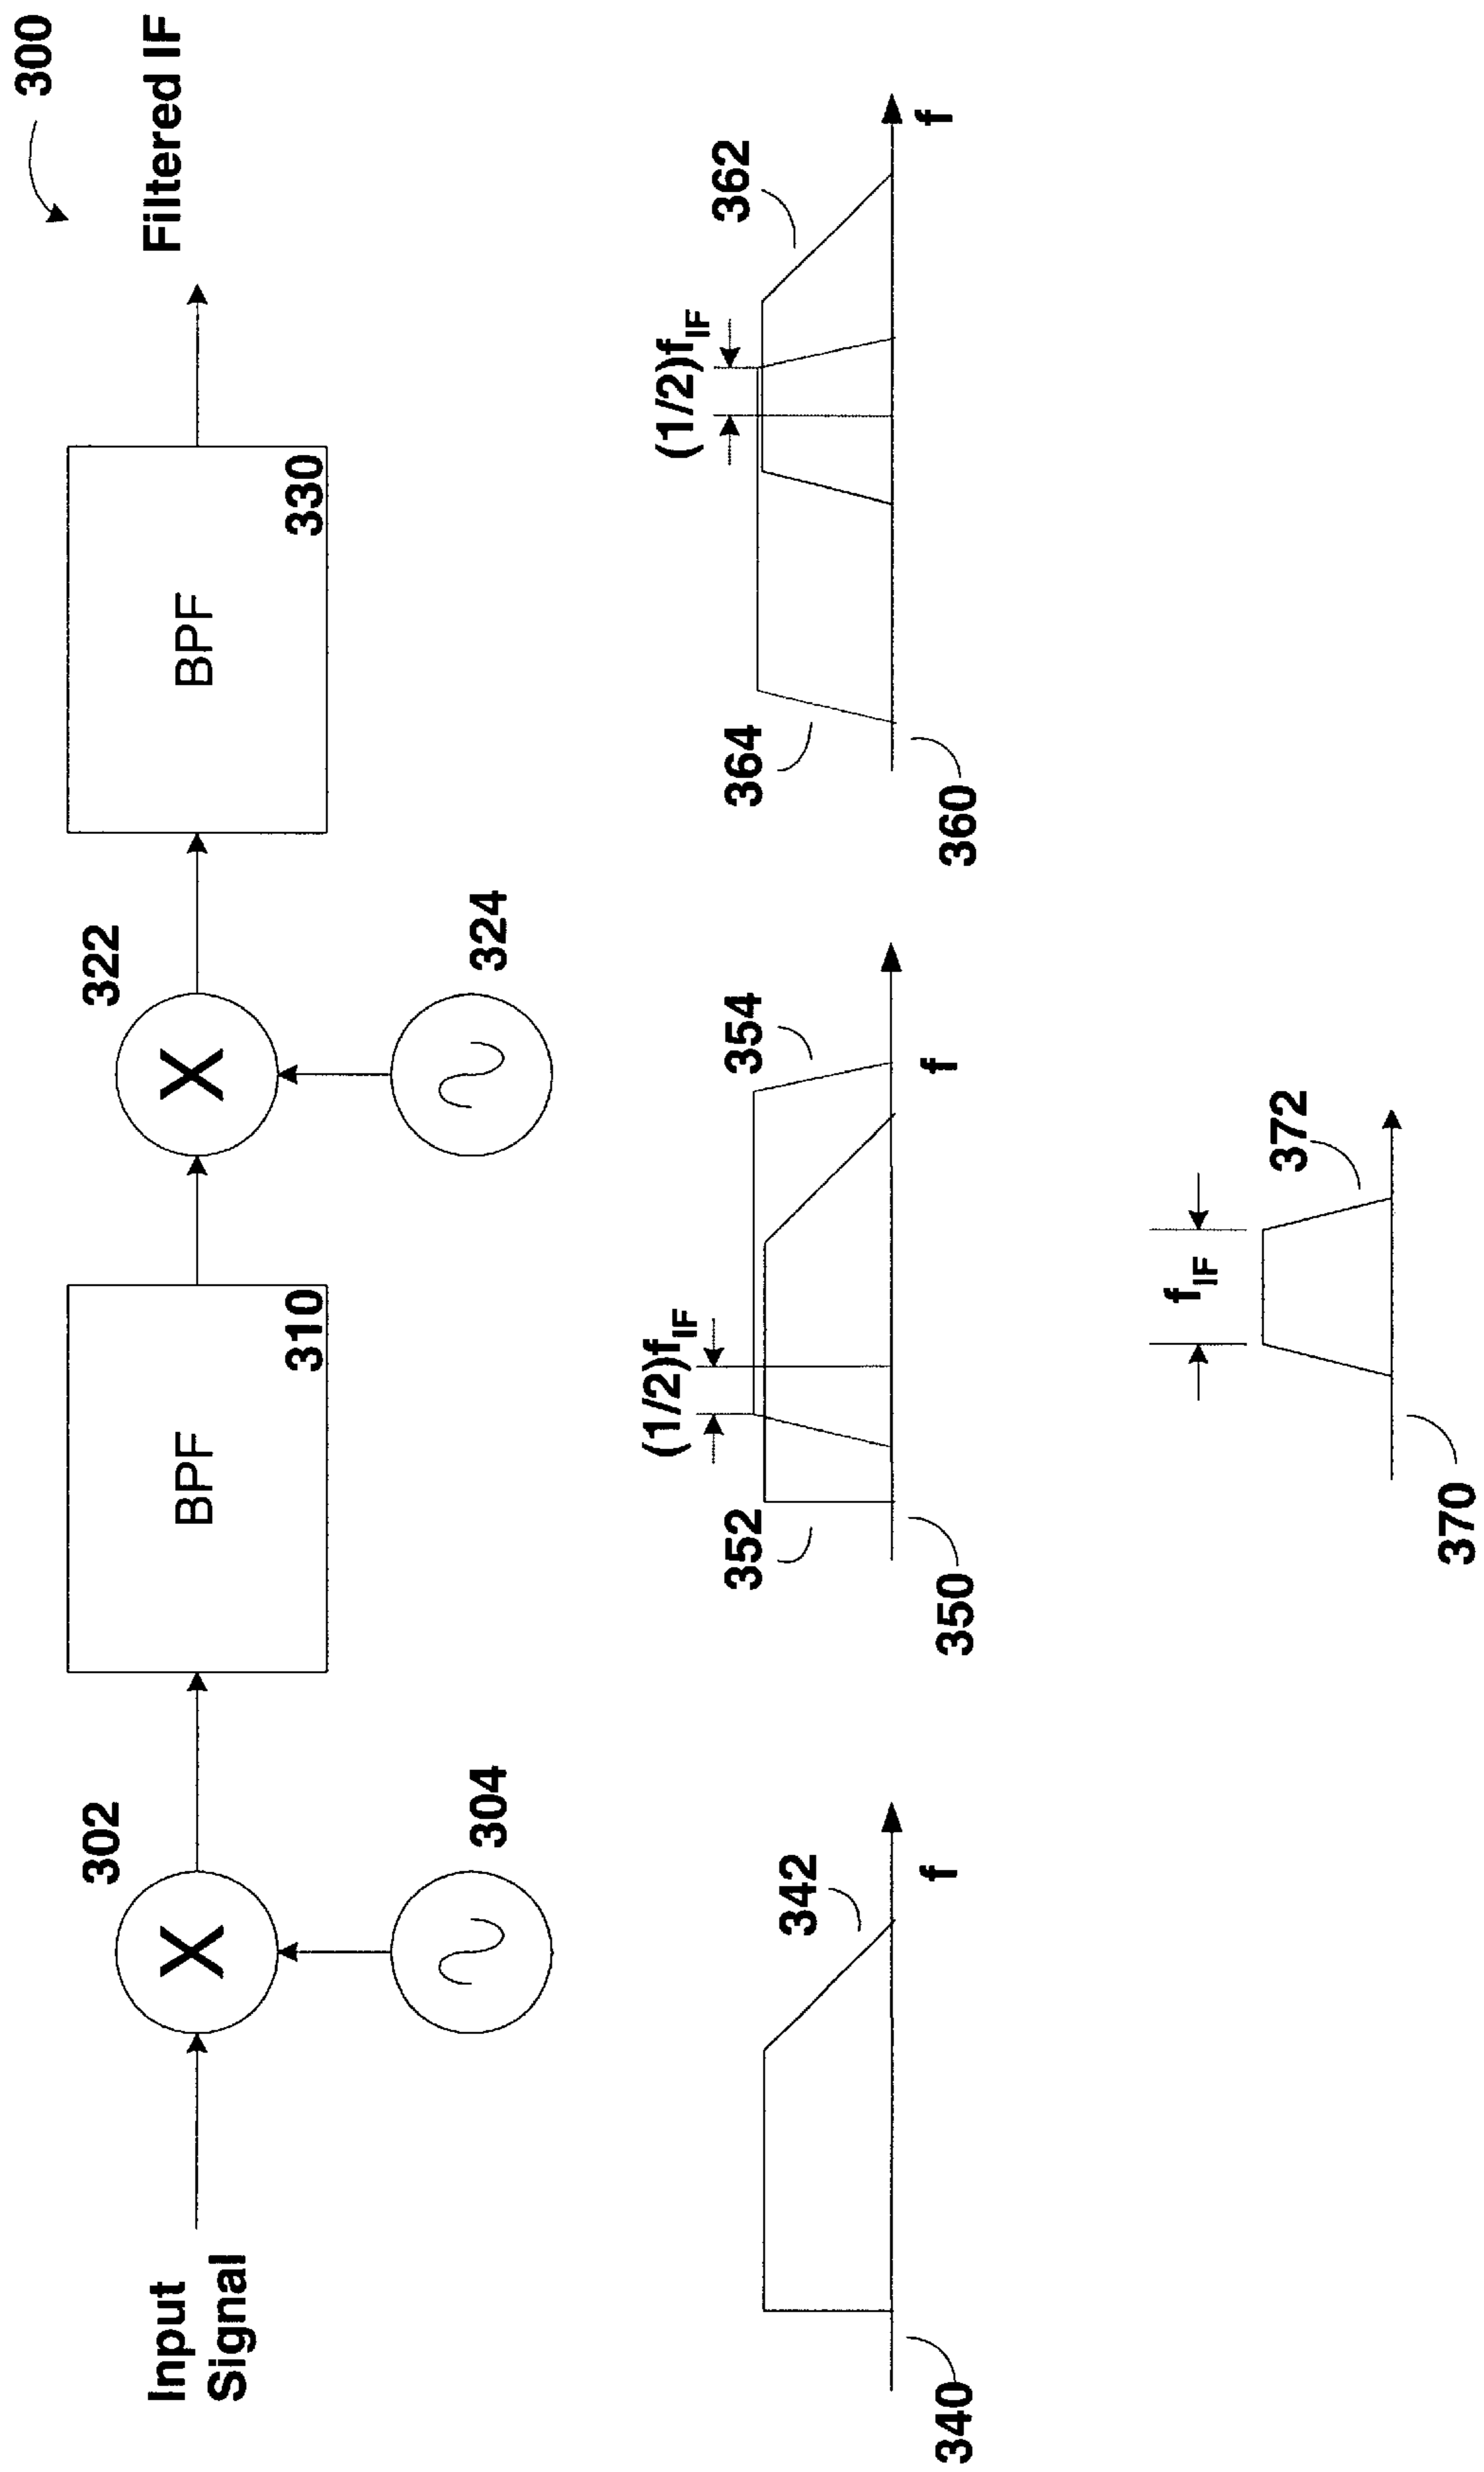 300
Input
Signal
302
X
304
BPF
310
322
X
324
BPF
330
Filtered IF
340
342
f
350
352
(1/2)f_IF
354
f
360
364
(1/2)f_IF
362
f
370
f_IF
372